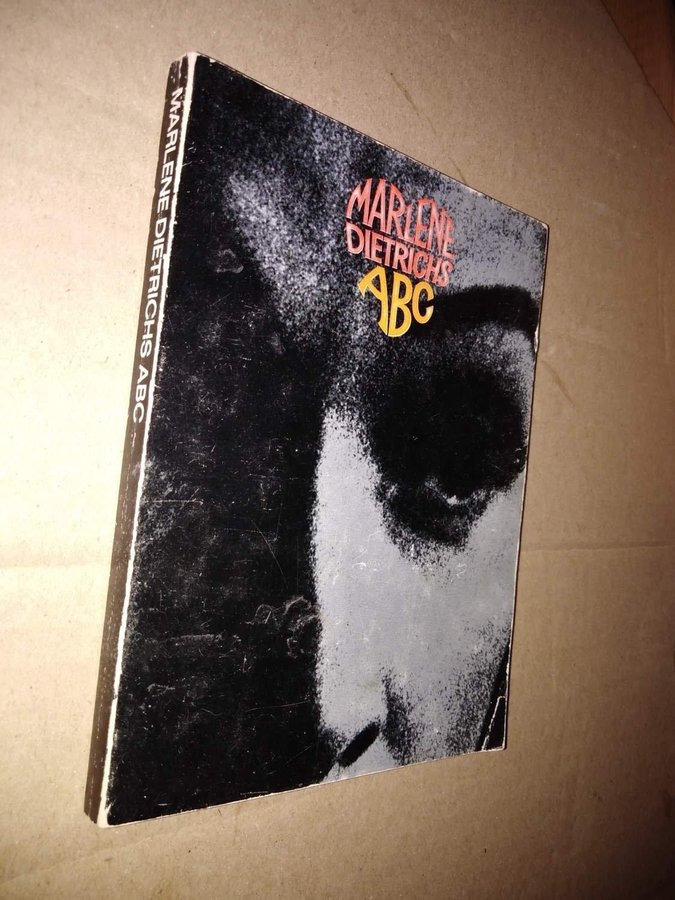 MARLENE DIETRICHS ABC
MARLENE
DIETRICHS
ABC